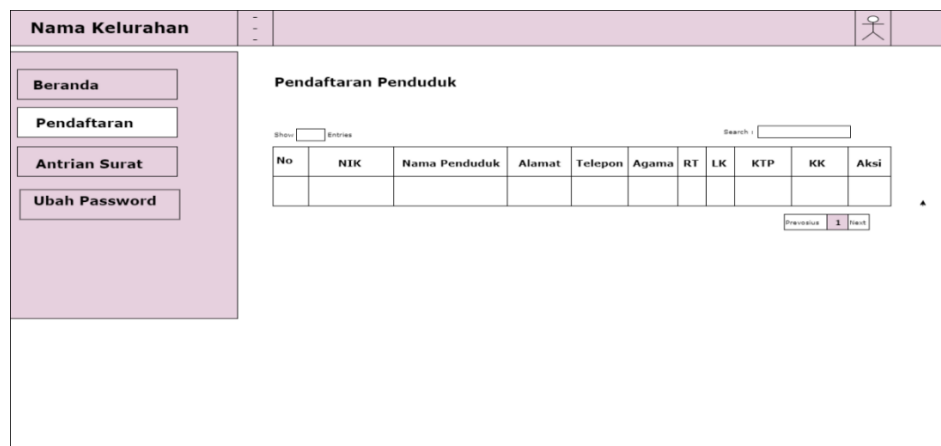 Nama Kelurahan
Beranda
Pendaftaran
Antrian Surat
Ubah Password
Pendaftaran Penduduk
Show Entries
Search :
No NIK Nama Penduduk Alamat Telepon Agama RT LK KTP KK Aksi
Prevosius 1 Next